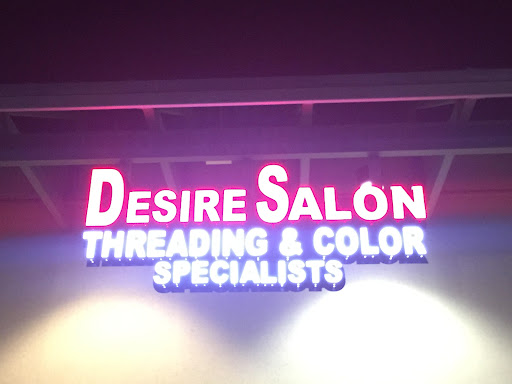 DESIRE SALON
THREADING & COLOR
SPECIALISTS